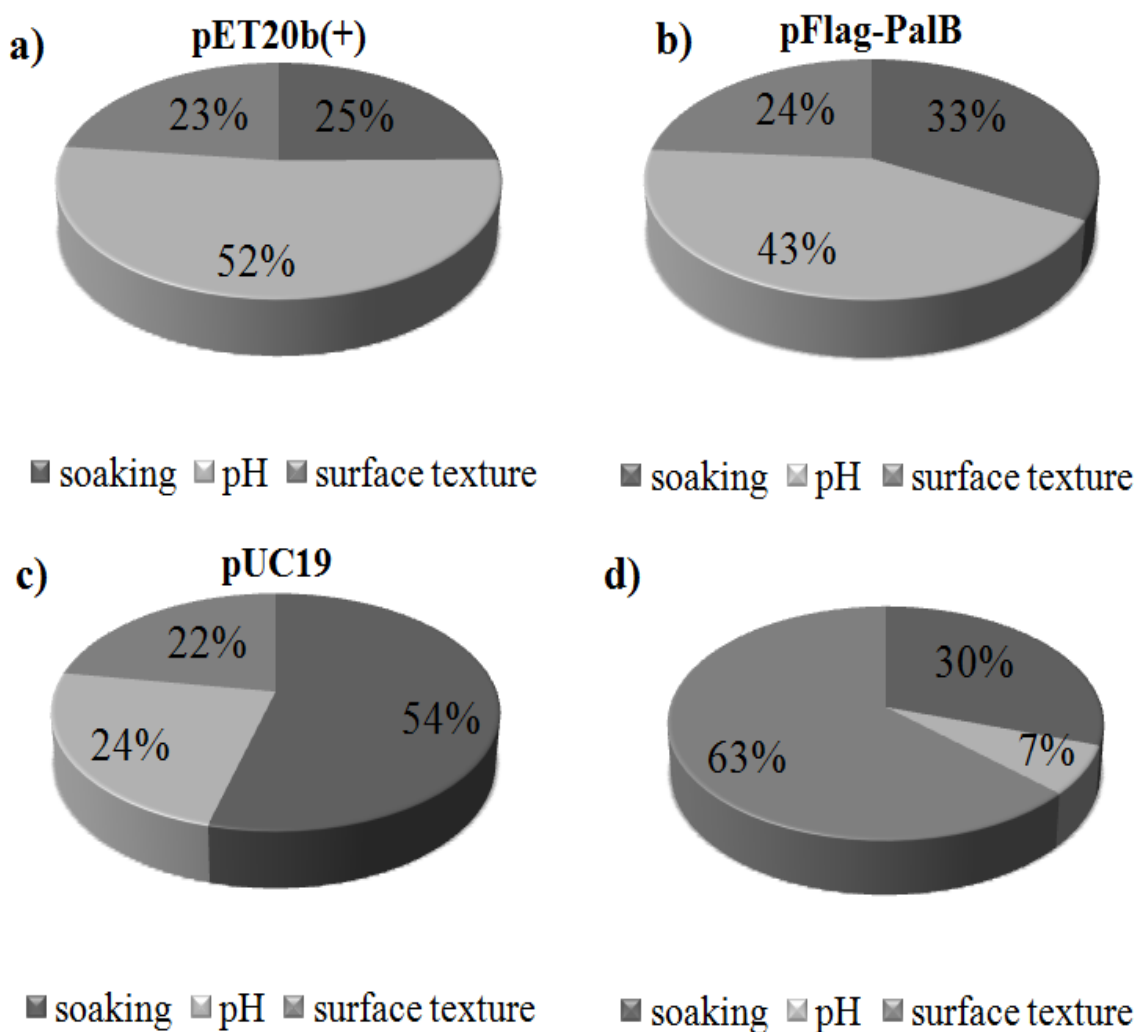 a) pET20b(+)
23% 25%
52%
soaking pH surface texture
b) pFlag-PalB
24% 33%
43%
soaking pH surface texture
c) pUC19
22%
54%
24%
soaking pH surface texture
d)
30%
7%
63%
soaking pH surface texture